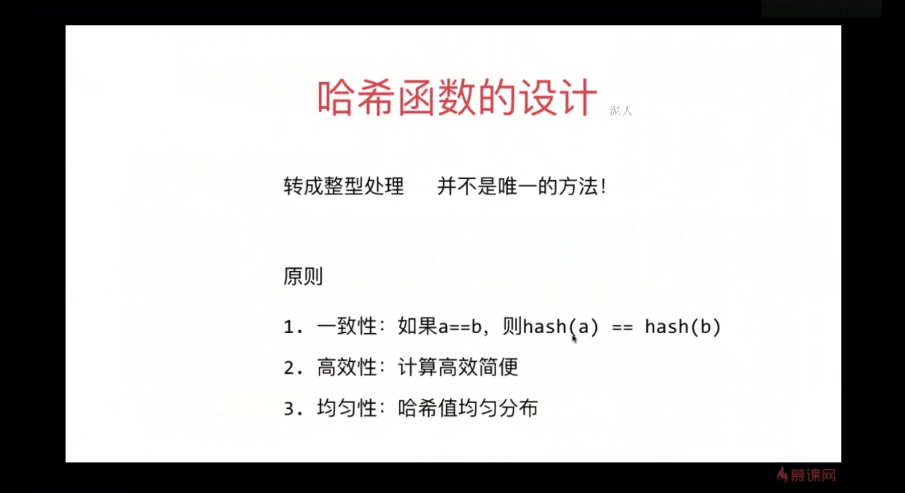 哈希函数的设计
泥人
转成整型处理 并不是唯一的方法！
原则
1. 一致性：如果a==b，则hash(a) == hash(b)
2. 高效性：计算高效简便
3. 均匀性：哈希值均匀分布
慕课网